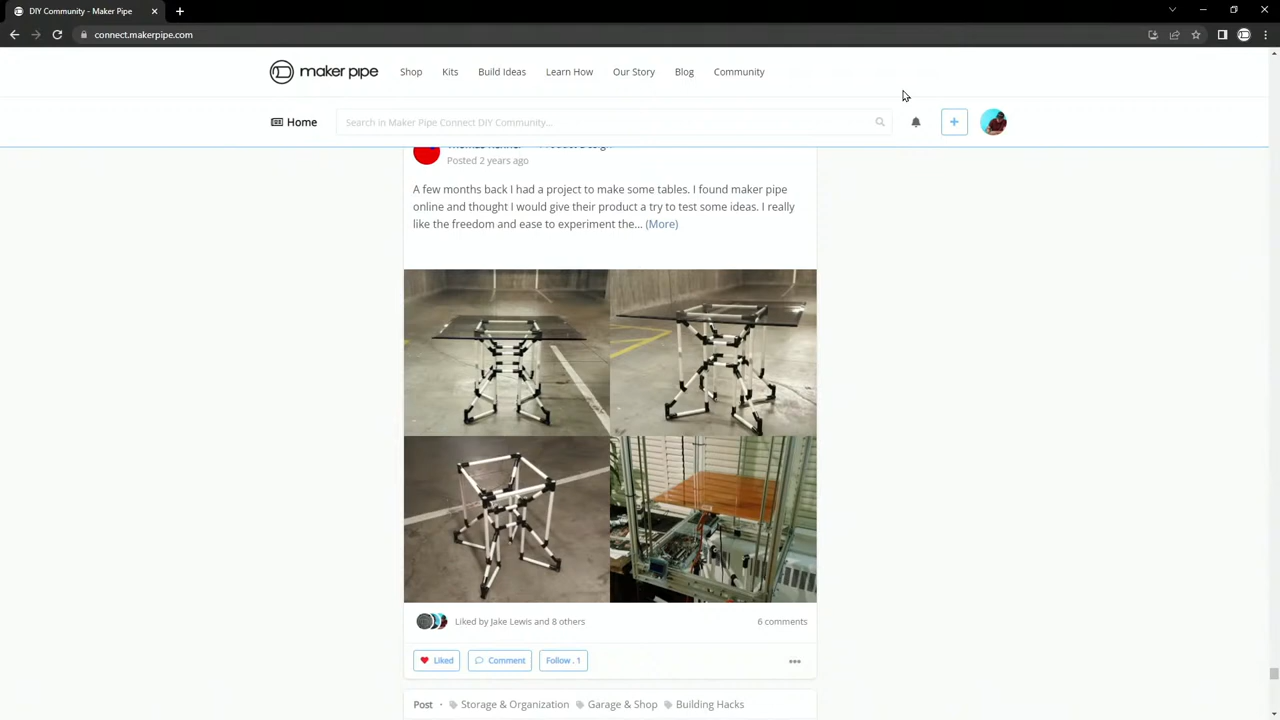 DIY Community - Maker Pipe
connect.makerpipe.com
maker pipe
Shop
Kits
Build Ideas
Learn How
Our Story
Blog
Community
Home
Search in Maker Pipe Connect DIY Community...
Posted 2 years ago
A few months back I had a project to make some tables. I found maker pipe
online and thought I would give their product a try to test some ideas. I really
like the freedom and ease to experiment the... (More)
Liked by Jake Lewis and 8 others
6 comments
Liked
Comment
Follow . 1
Post · Storage & Organization Garage & Shop Building Hacks